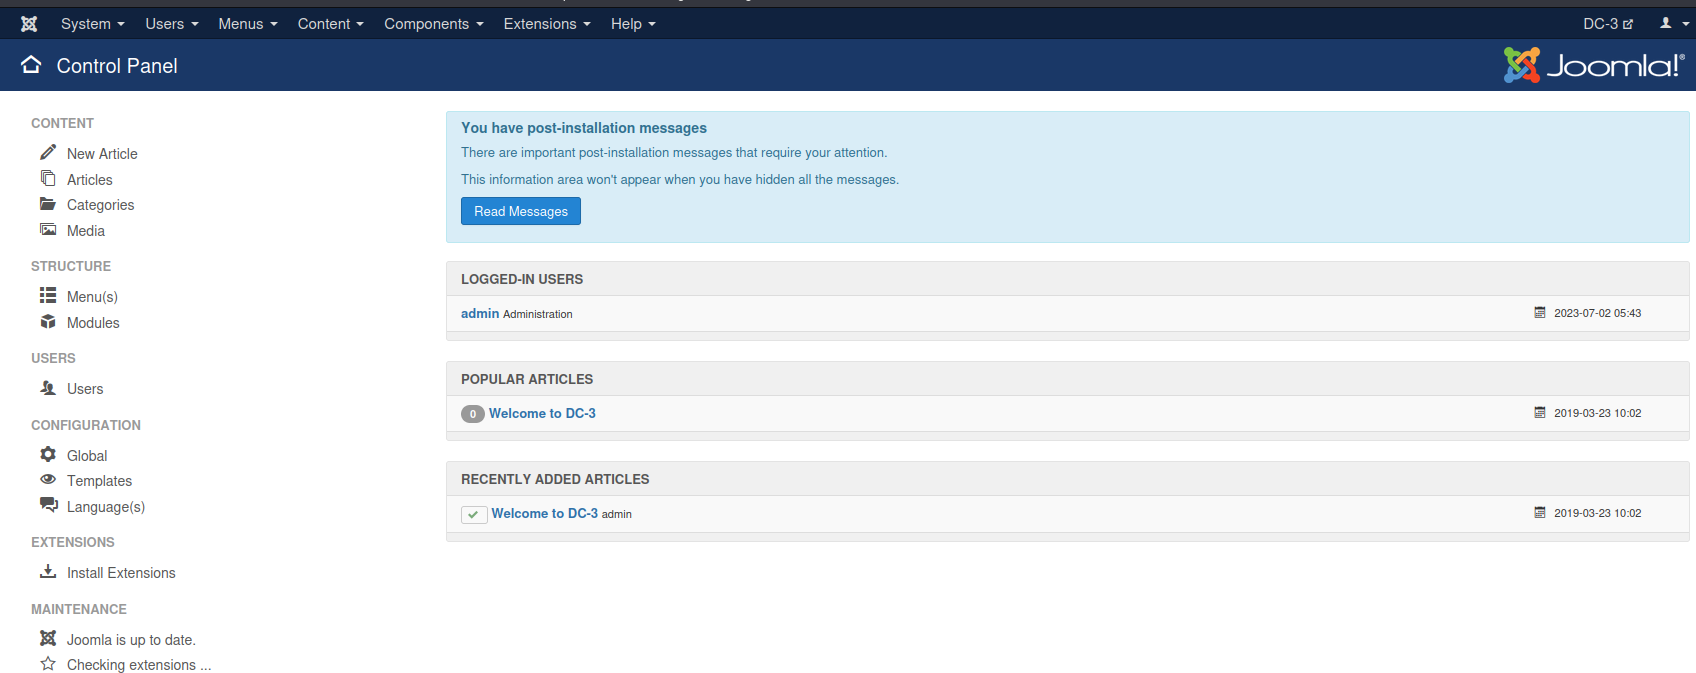 System Users Menus Content Components Extensions Help DC-3
Control Panel Joomla!®
CONTENT
New Article
Articles
Categories
Media
STRUCTURE
Menu(s)
Modules
USERS
Users
CONFIGURATION
Global
Templates
Language(s)
EXTENSIONS
Install Extensions
MAINTENANCE
Joomla is up to date.
Checking extensions ...
You have post-installation messages
There are important post-installation messages that require your attention.
This information area won't appear when you have hidden all the messages.
Read Messages
LOGGED-IN USERS
admin Administration 2023-07-02 05:43
POPULAR ARTICLES
0 Welcome to DC-3 2019-03-23 10:02
RECENTLY ADDED ARTICLES
Welcome to DC-3 admin 2019-03-23 10:02